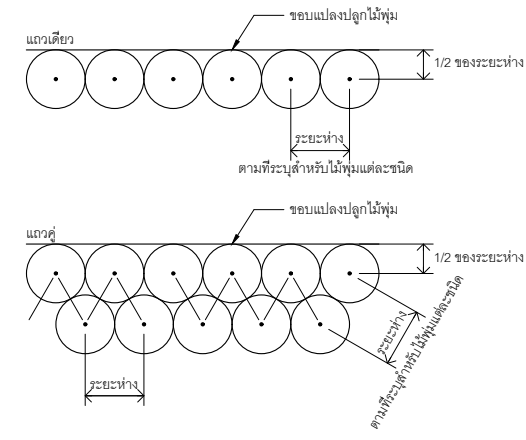 ขอบแปลงปลูกไม้พุ่ม
แถวเดี่ยว
1/2 ของระยะห่าง
ระยะห่าง
ตามที่ระบุสำหรับไม้พุ่มแต่ละชนิด
ขอบแปลงปลูกไม้พุ่ม
แถวคู่
1/2 ของระยะห่าง
ระยะห่าง
ตามที่ระบุสำหรับไม้พุ่มแต่ละชนิด
ระยะห่าง